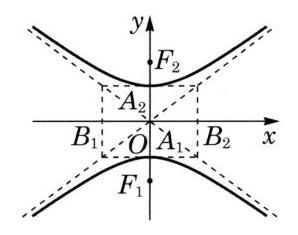 y
F₂
A₂
B₁ B₂ x
O A₁
F₁